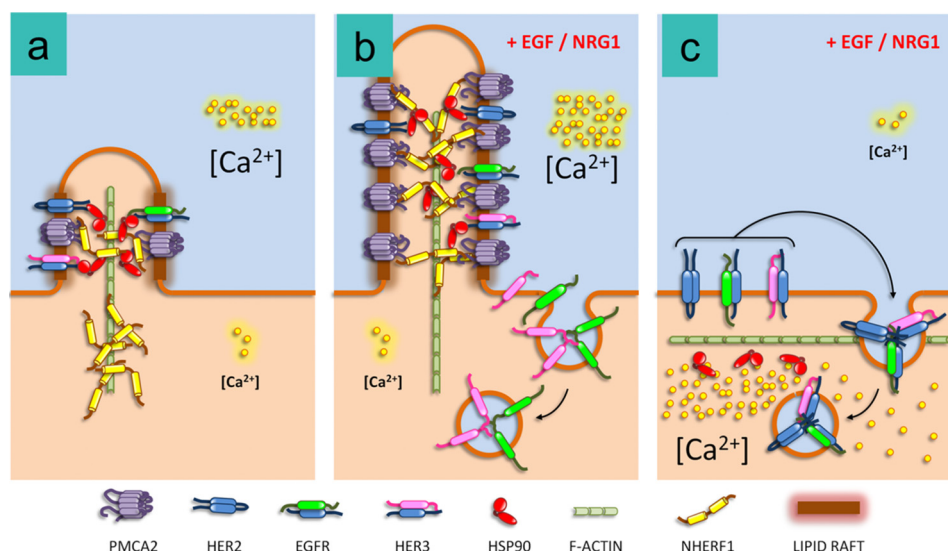 a
[Ca²⁺]
[Ca²⁺]
b
+ EGF / NRG1
[Ca²⁺]
[Ca²⁺]
c
+ EGF / NRG1
[Ca²⁺]
[Ca²⁺]
PMCA2
HER2
EGFR
HER3
HSP90
F-ACTIN
NHERF1
LIPID RAFT